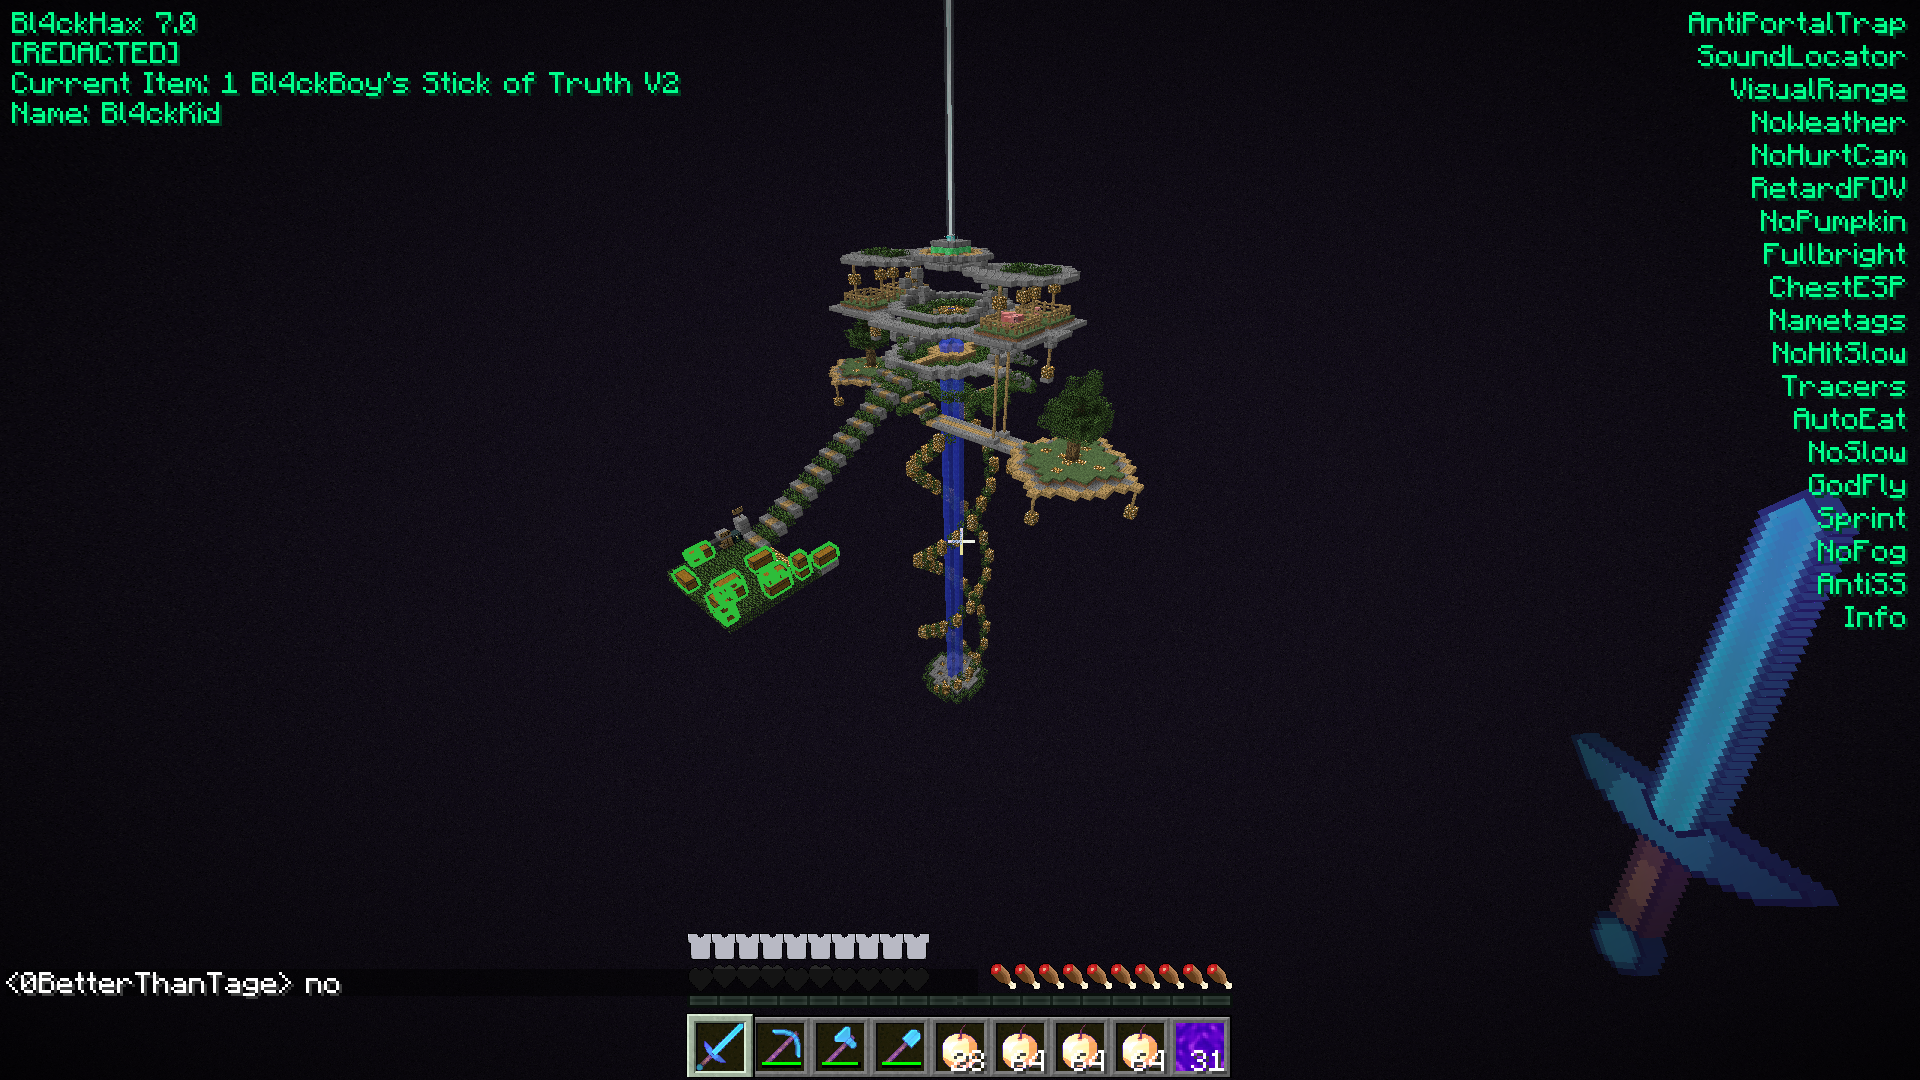 Bl4ckHax 7.0
[REDACTED]
Current Item: 1 Bl4ckBoy's Stick of Truth V2
Name: Bl4ckKid
AntiPortalTrap
SoundLocator
VisualRange
NoWeather
NoHurtCam
RetardFOV
NoPumpkin
Fullbright
ChestESP
Nametags
NoHitSlow
Tracers
AutoEat
NoSlow
GodFly
Sprint
NoFog
AntiSS
Info
<0BetterThanTage> no
28 64 64 64 31